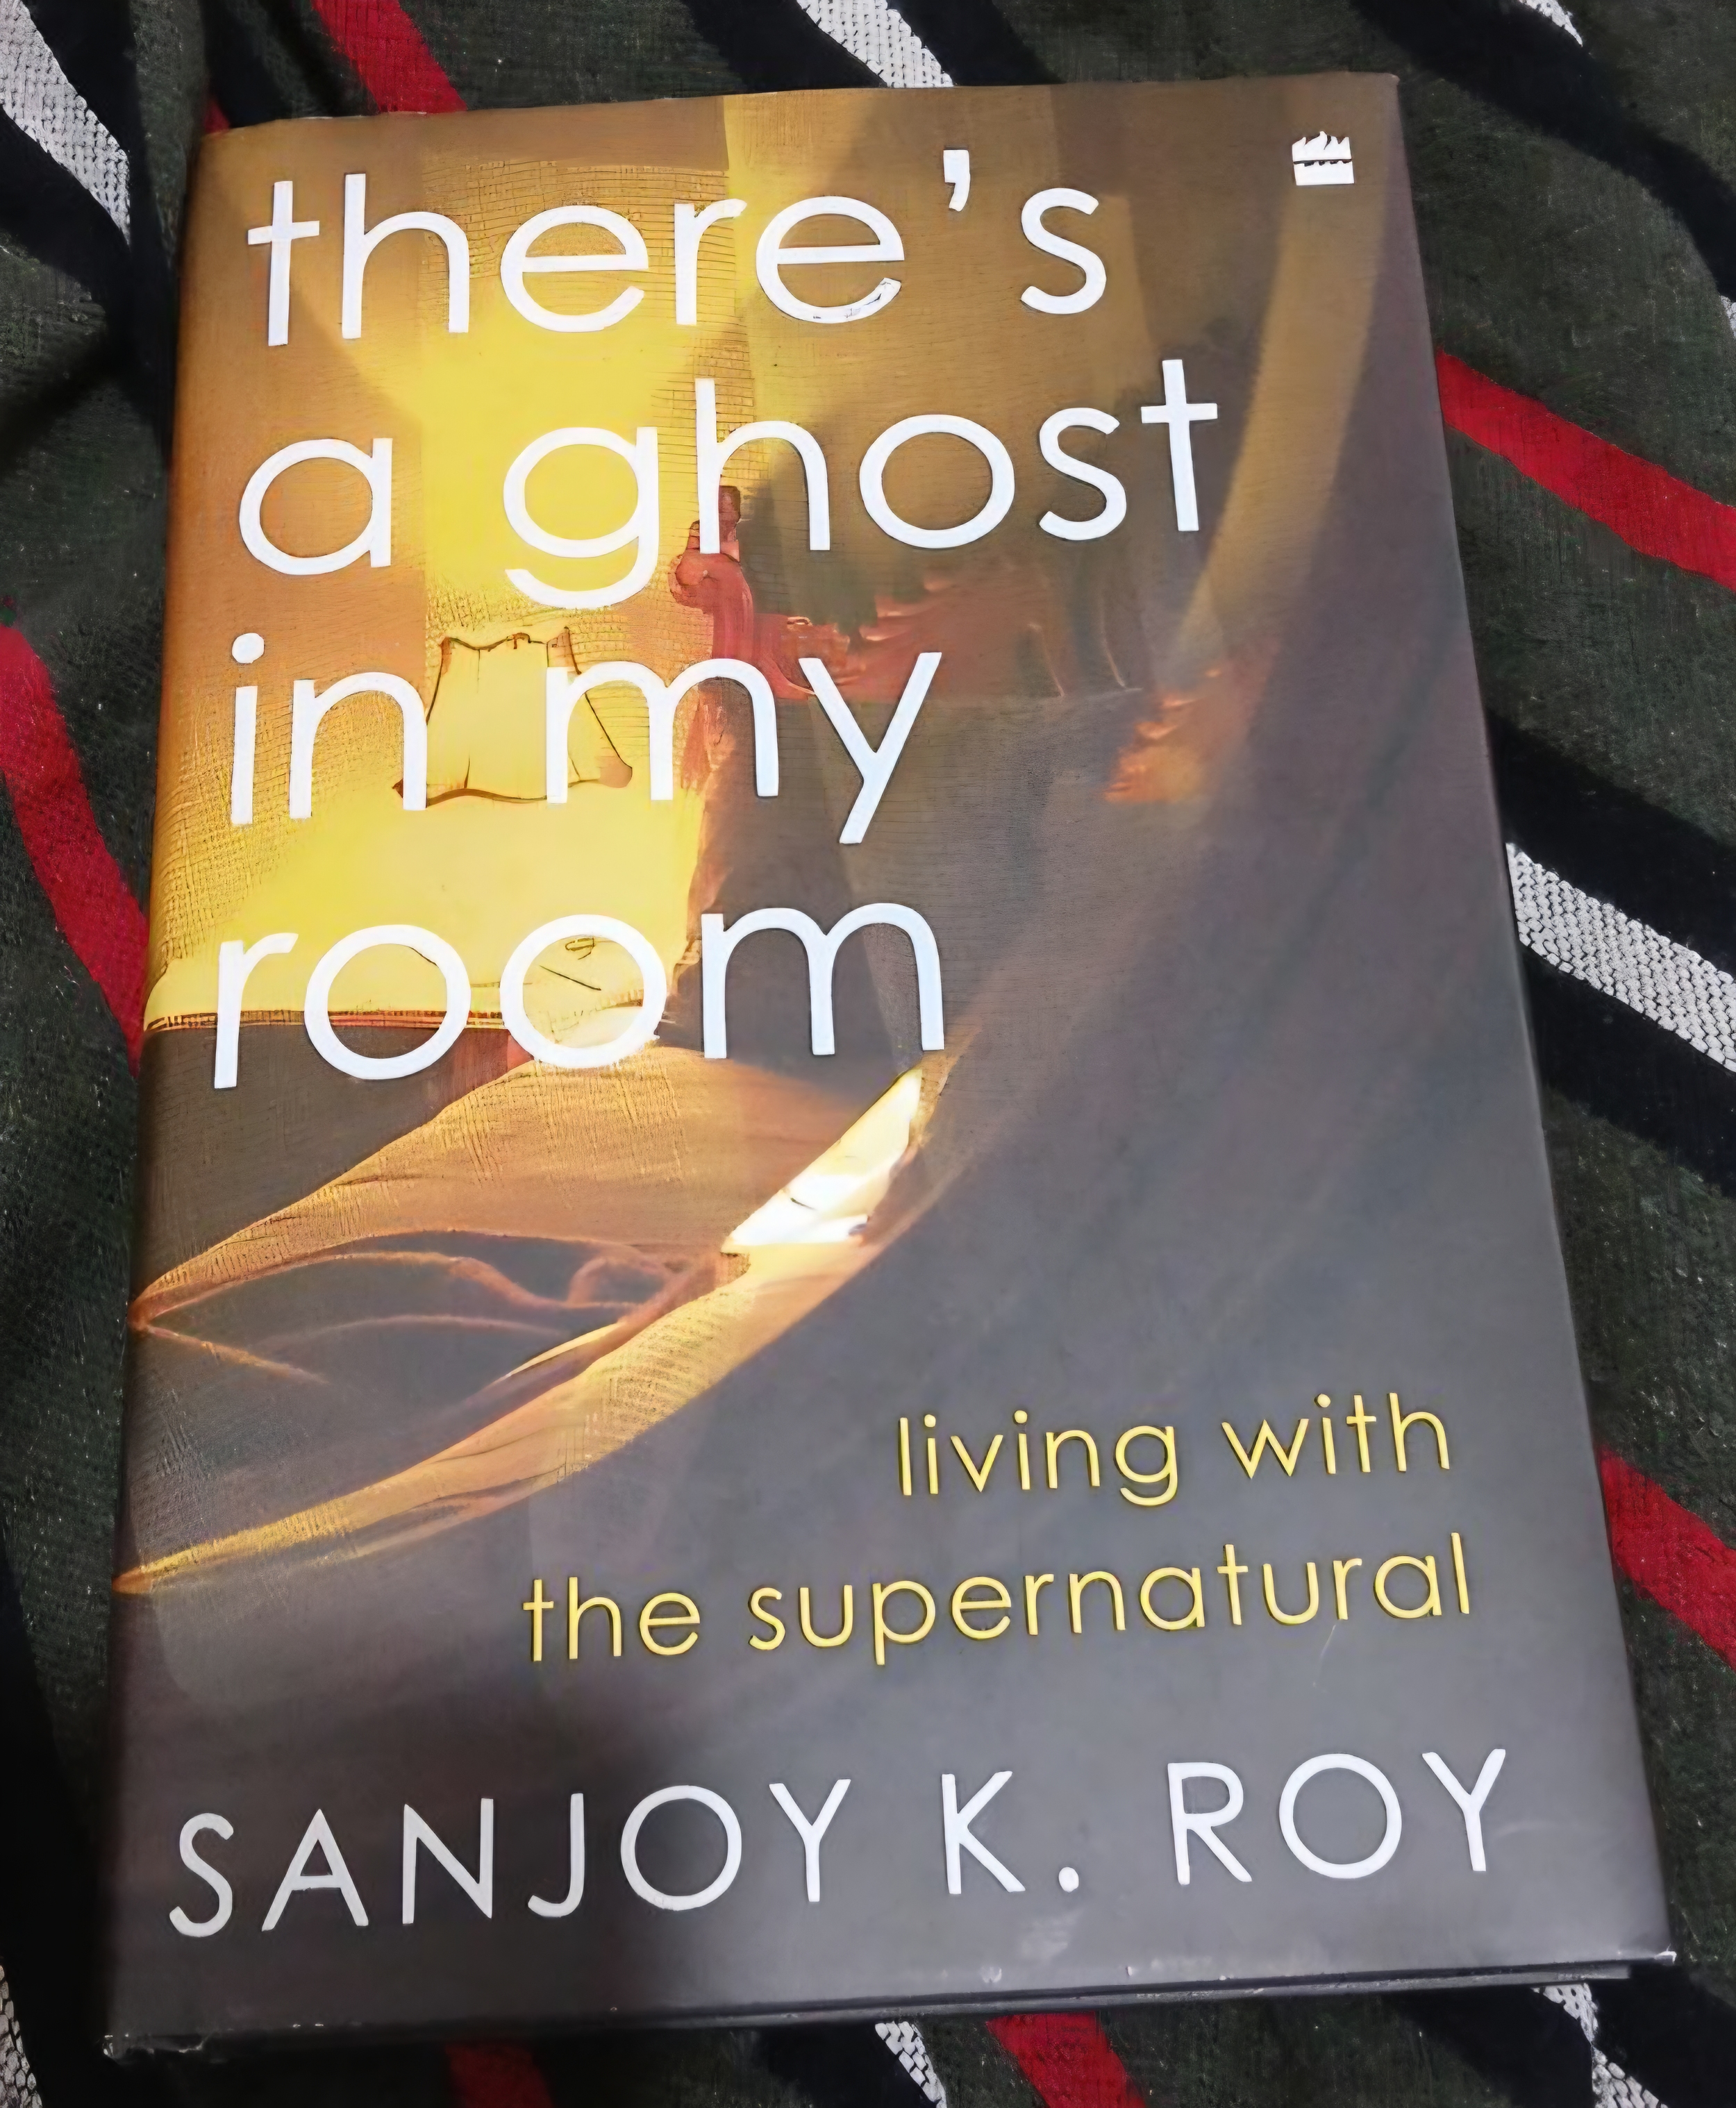 there's
a ghost
in my
room
living with
the supernatural
SANJOY K. ROY